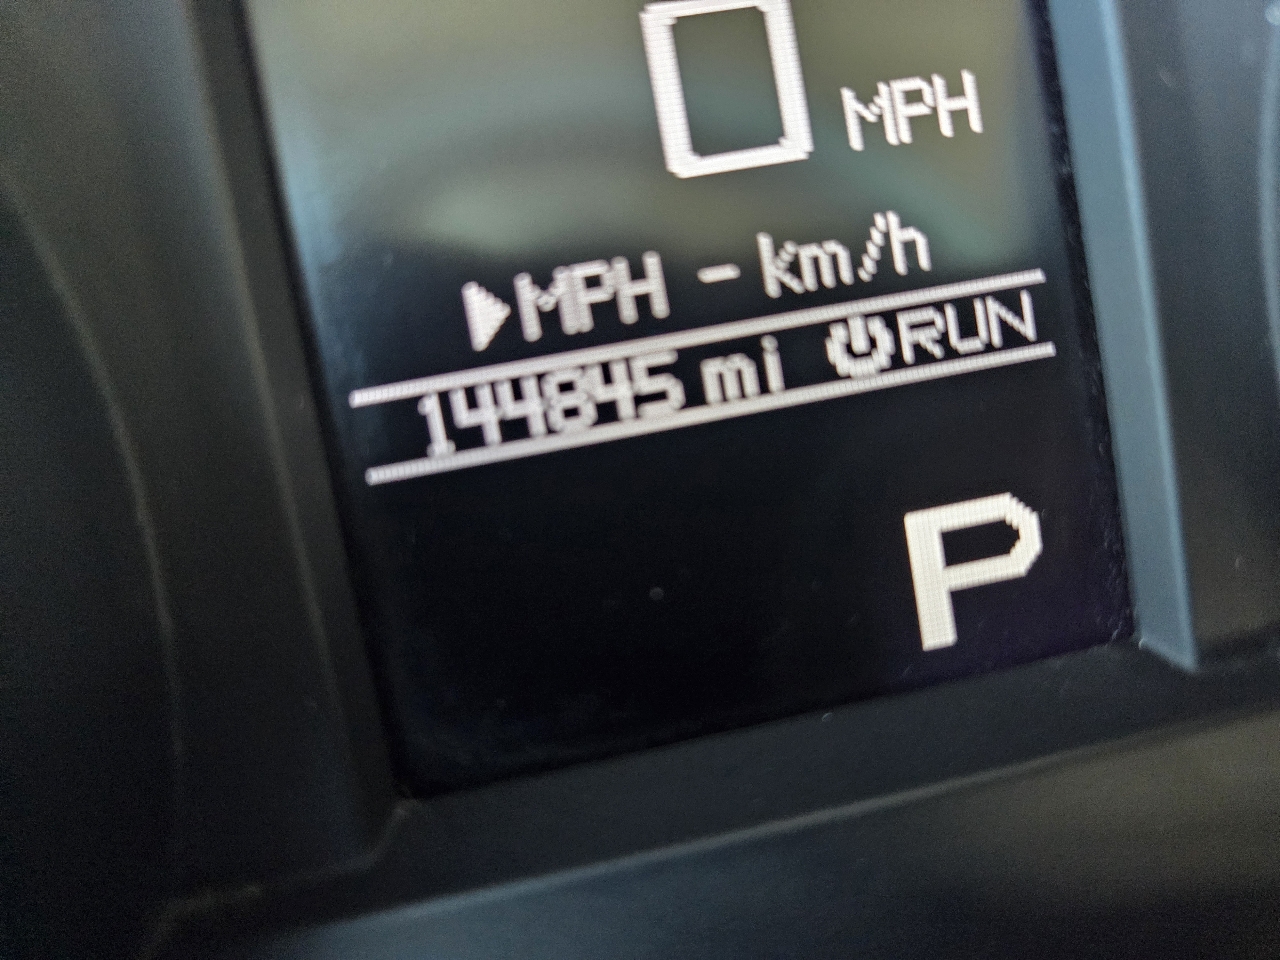 0 MPH
▶MPH - km/h
144845 mi RUN
P